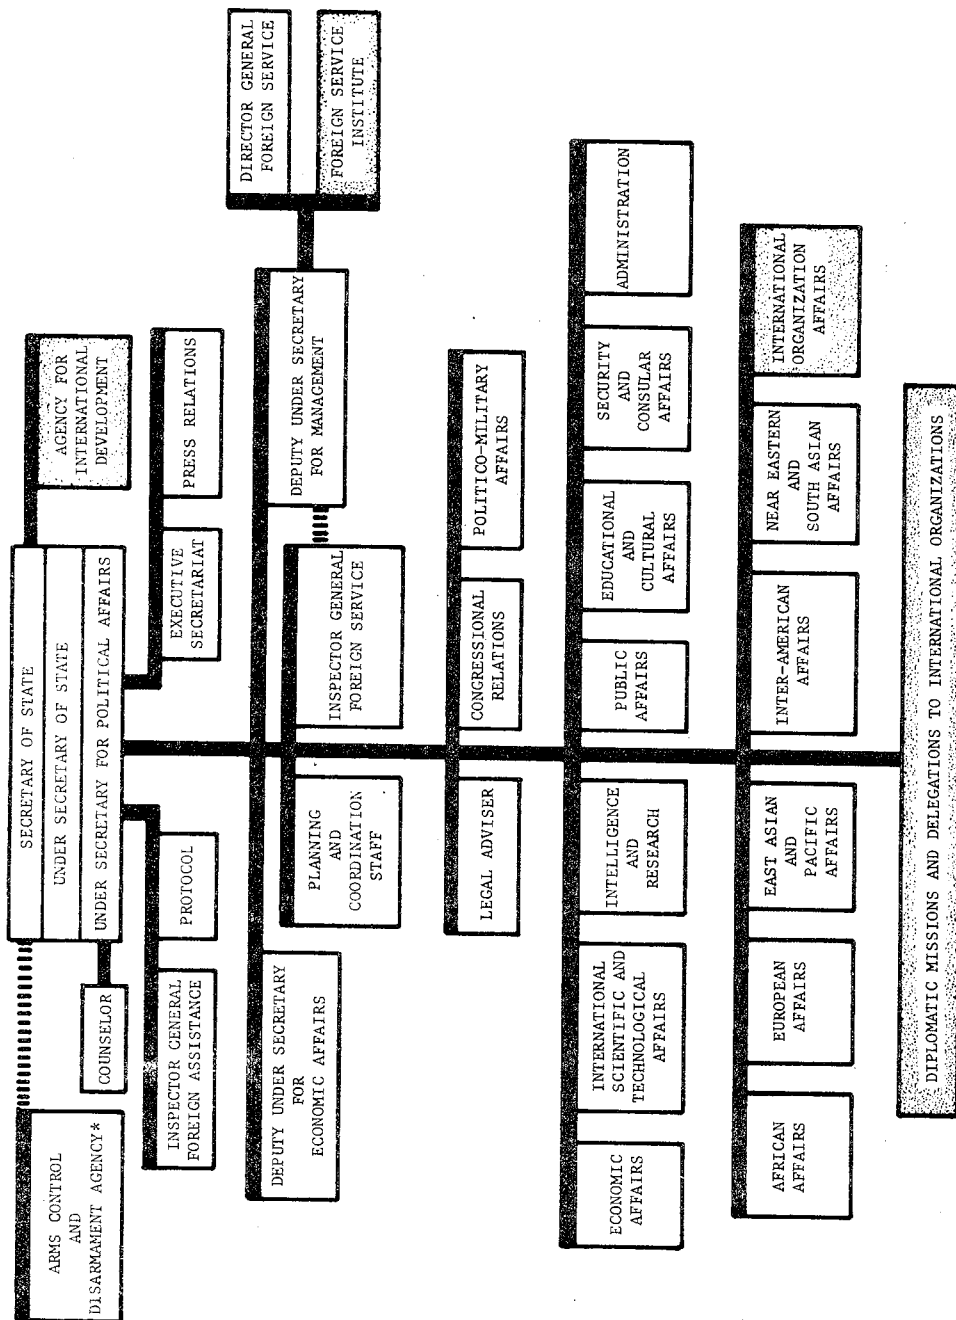 SECRETARY OF STATE
UNDER SECRETARY OF STATE
UNDER SECRETARY FOR POLITICAL AFFAIRS
ARMS CONTROL
AND
DISARMAMENT AGENCY*
COUNSELOR
AGENCY FOR
INTERNATIONAL
DEVELOPMENT
INSPECTOR GENERAL
FOREIGN ASSISTANCE
PROTOCOL
EXECUTIVE
SECRETARIAT
PRESS RELATIONS
DEPUTY UNDER SECRETARY
FOR
ECONOMIC AFFAIRS
DEPUTY UNDER SECRETARY
FOR MANAGEMENT
DIRECTOR GENERAL
FOREIGN SERVICE
FOREIGN SERVICE
INSTITUTE
PLANNING
AND
COORDINATION
STAFF
INSPECTOR GENERAL
FOREIGN SERVICE
LEGAL ADVISER
CONGRESSIONAL
RELATIONS
POLITICO-MILITARY
AFFAIRS
ECONOMIC
AFFAIRS
INTERNATIONAL
SCIENTIFIC AND
TECHNOLOGICAL
AFFAIRS
INTELLIGENCE
AND
RESEARCH
PUBLIC
AFFAIRS
EDUCATIONAL
AND
CULTURAL
AFFAIRS
SECURITY
AND
CONSULAR
AFFAIRS
ADMINISTRATION
AFRICAN
AFFAIRS
EUROPEAN
AFFAIRS
EAST ASIAN
AND
PACIFIC
AFFAIRS
INTER-AMERICAN
AFFAIRS
NEAR EASTERN
AND
SOUTH ASIAN
AFFAIRS
INTERNATIONAL
ORGANIZATION
AFFAIRS
DIPLOMATIC MISSIONS AND DELEGATIONS TO INTERNATIONAL ORGANIZATIONS